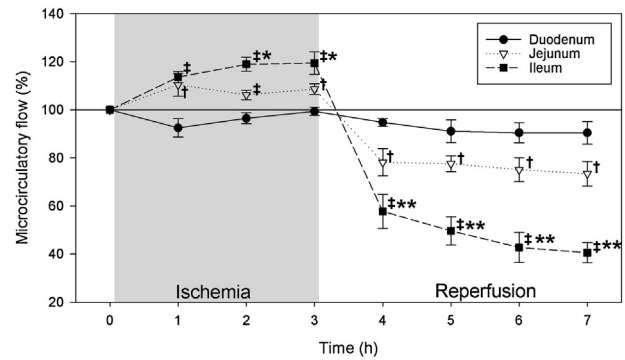 140
120
100
80
60
40
20
Microcirculatory flow (%)
Duodenum
Jejunum
Ileum
‡ ‡* ‡*
† ‡ †
† † † †
‡** ‡** ‡** ‡**
Ischemia Reperfusion
0 1 2 3 4 5 6 7
Time (h)